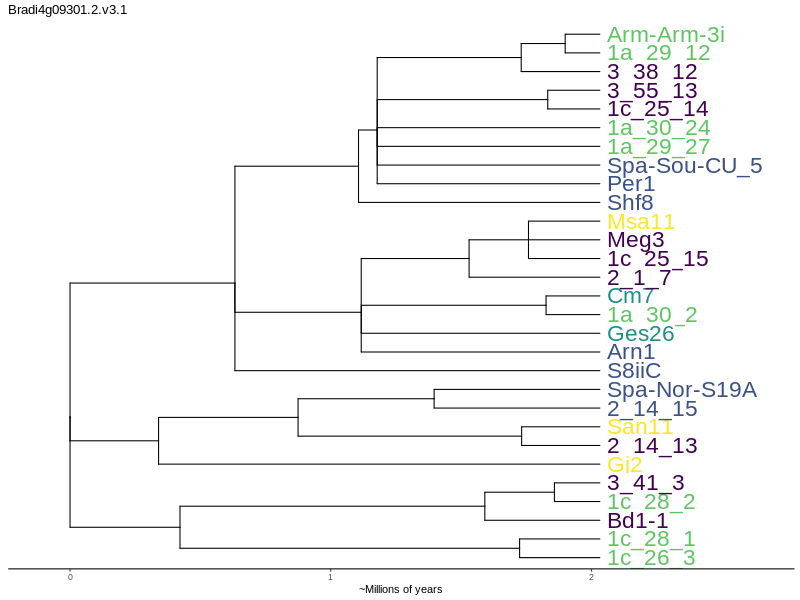 Bradi4g09301.2.v3.1
Arm-Arm-3i
1a_29_12
3_38_12
3_55_13
1c_25_14
1a_30_24
1a_29_27
Spa-Sou-CU_5
Per1
Shf8
Msa11
Meg3
1c_25_15
2_1_7
Cm7
1a_30_2
Ges26
Arn1
S8iiC
Spa-Nor-S19A
2_14_15
San11
2_14_13
Gi2
3_41_3
1c_28_2
Bd1-1
1c_28_1
1c_26_3
0 1 2
~Millions of years